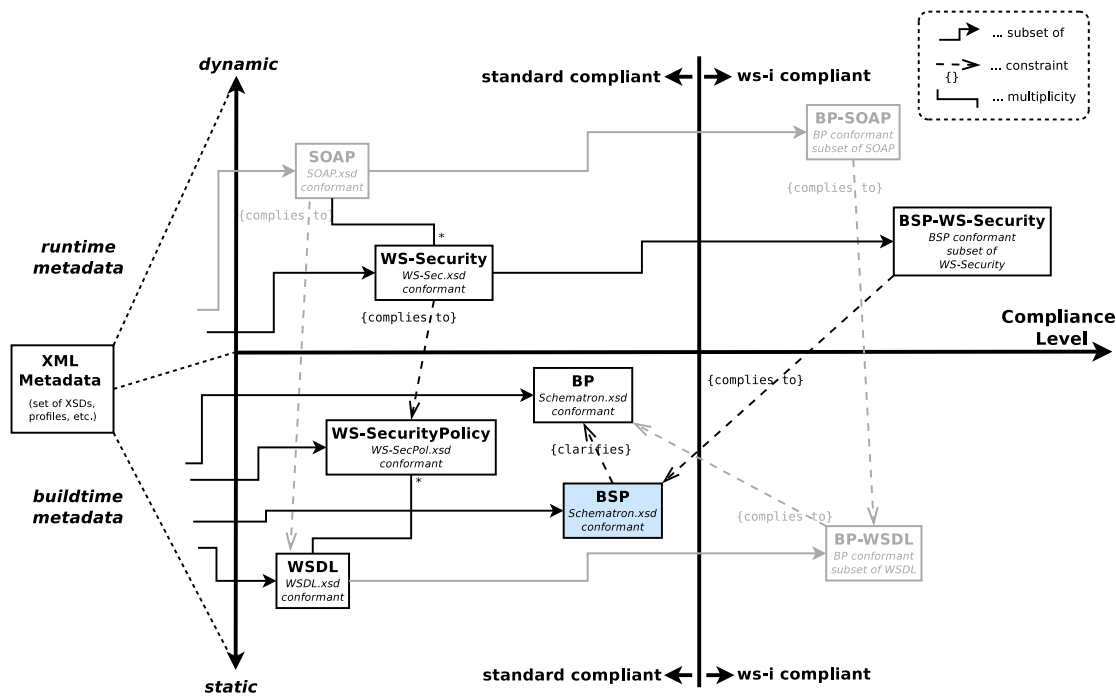 ... subset of
... constraint
{}
... multiplicity
dynamic
standard compliant
ws-i compliant
BP-SOAP
BP conformant
subset of SOAP
SOAP
SOAP.xsd
conformant
{complies to}
{complies to}
*
runtime
metadata
BSP-WS-Security
BSP conformant
subset of
WS-Security
WS-Security
WS-Sec.xsd
conformant
{complies to}
Compliance
Level
XML
Metadata
(set of XSDs,
profiles, etc.)
BP
Schematron.xsd
conformant
{complies to}
WS-SecurityPolicy
WS-SecPol.xsd
conformant
{clarifies}
*
buildtime
metadata
BSP
Schematron.xsd
conformant
{complies to}
BP-WSDL
BP conformant
subset of WSDL
WSDL
WSDL.xsd
conformant
standard compliant
ws-i compliant
static